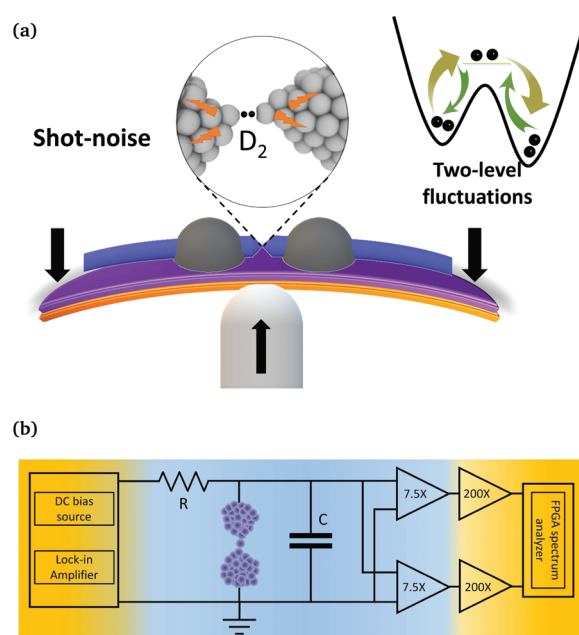 (a)
Shot-noise
D₂
Two-level
fluctuations
(b)
DC bias
source
Lock-in
Amplifier
R
C
7.5X
200X
7.5X
200X
FPGA spectrum
analyzer